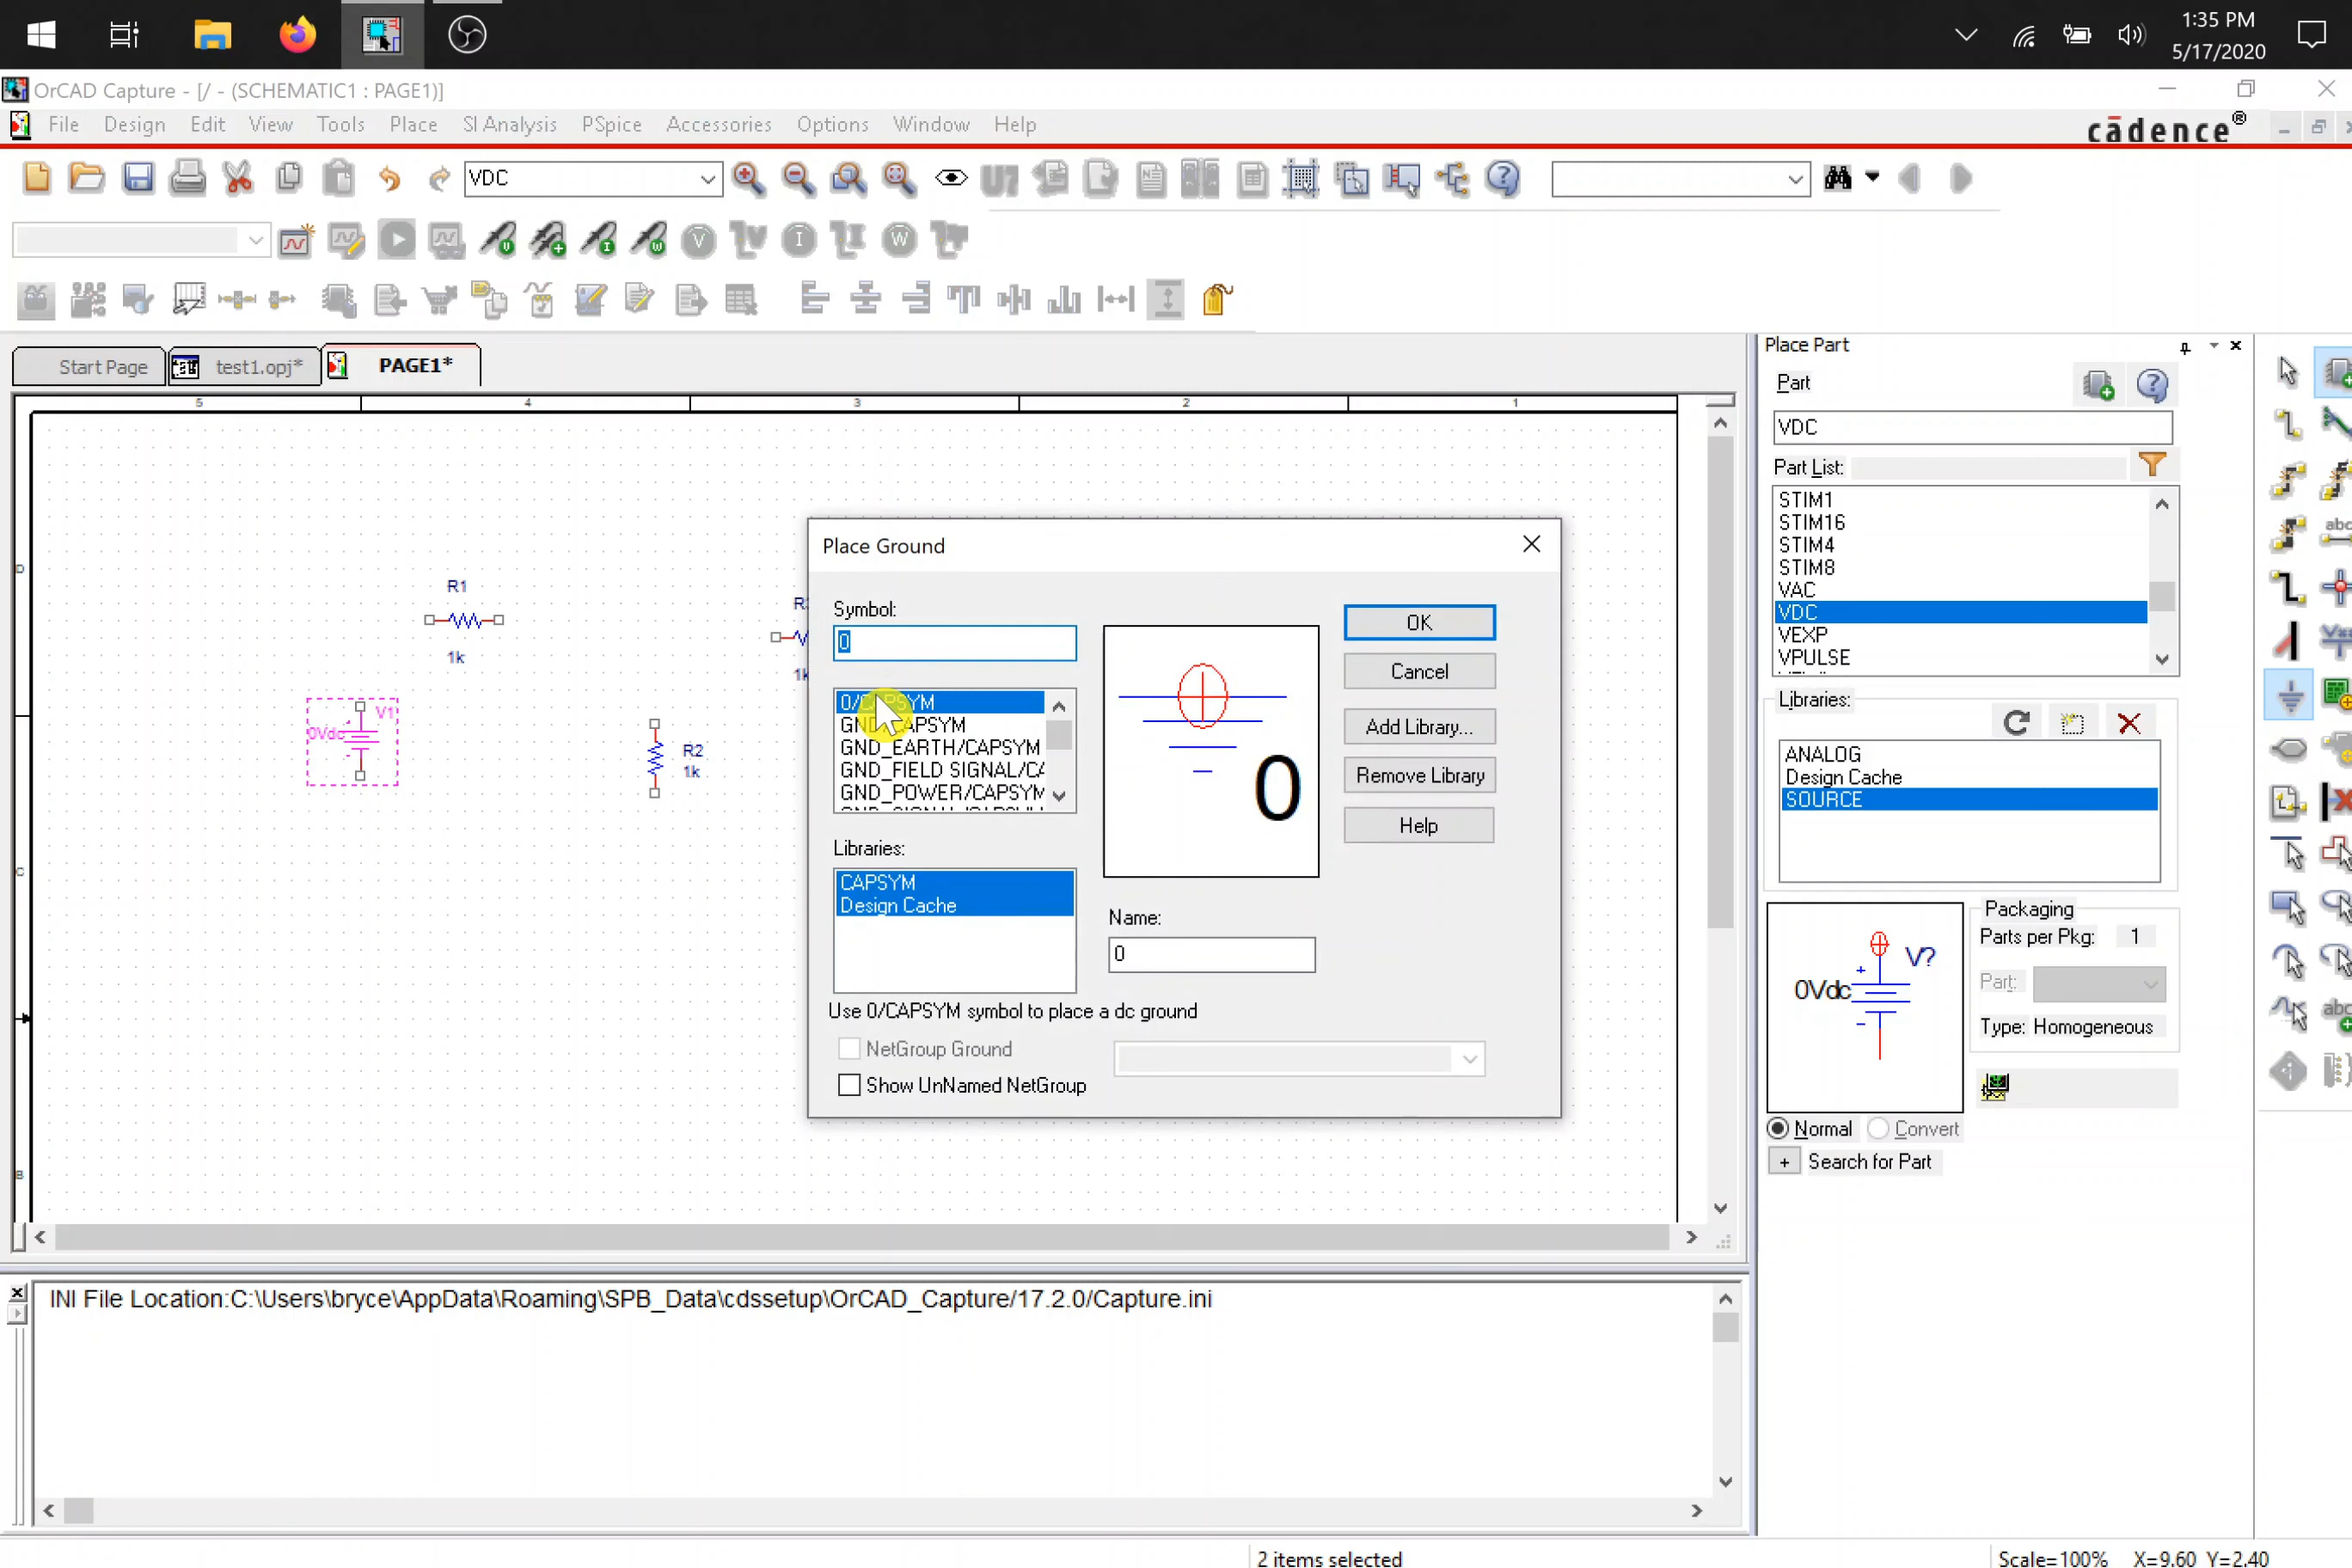 1:35 PM
5/17/2020
OrCAD Capture - [/ - (SCHEMATIC1 : PAGE1)]
File Design Edit View Tools Place SI Analysis PSpice Accessories Options Window Help
cādence®
VDC
Start Page
test1.opj*
PAGE1*
5 4 3 2 1
D
C
B
R1
1k
V1
0Vdc
R2
1k
1k
Place Ground
Symbol:
0
0/CAPSYM
GND/CAPSYM
GND_EARTH/CAPSYM
GND_FIELD SIGNAL/CA
GND_POWER/CAPSYM
Libraries:
CAPSYM
Design Cache
0
Name:
0
OK
Cancel
Add Library...
Remove Library
Help
Use 0/CAPSYM symbol to place a dc ground
NetGroup Ground
Show UnNamed NetGroup
Place Part
Part
VDC
Part List:
STIM1
STIM16
STIM4
STIM8
VAC
VDC
VEXP
VPULSE
Libraries:
ANALOG
Design Cache
SOURCE
V?
0Vdc
+
-
Packaging
Parts per Pkg: 1
Part:
Type: Homogeneous
Normal Convert
+ Search for Part
INI File Location:C:\Users\bryce\AppData\Roaming\SPB_Data\cdssetup\OrCAD_Capture/17.2.0/Capture.ini
2 items selected
Scale=100% X=9.60 Y=2.40